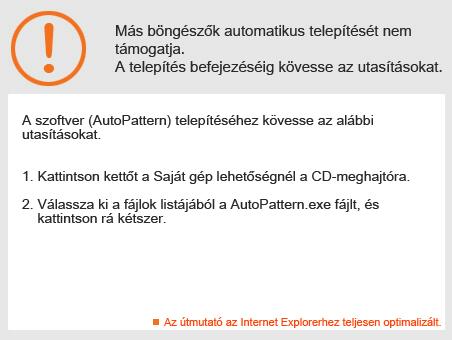 Más böngészők automatikus telepítését nem
támogatja.
A telepítés befejezéséig kövesse az utasításokat.
A szoftver (AutoPattern) telepítéséhez kövesse az alábbi
utasításokat.
1. Kattintson kettőt a Saját gép lehetőségnél a CD-meghajtóra.
2. Válassza ki a fájlok listájából a AutoPattern.exe fájlt, és
kattintson rá kétszer.
Az útmutató az Internet Explorerhez teljesen optimalizált.